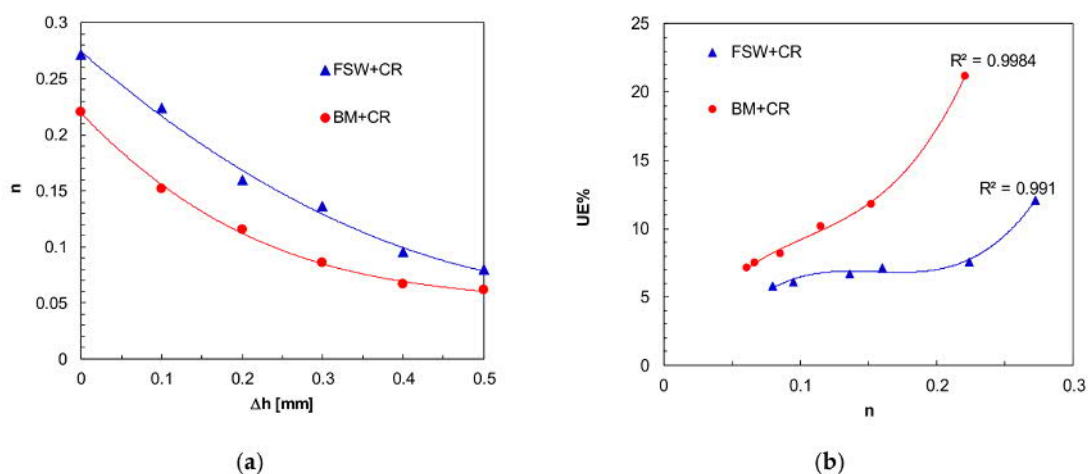 0.3
0.25
0.2
0.15
0.1
0.05
0
n
FSW+CR
BM+CR
0 0.1 0.2 0.3 0.4 0.5
Δh [mm]
(a)
25
20
15
10
5
0
UE%
FSW+CR
BM+CR
R² = 0.9984
R² = 0.991
0 0.1 0.2 0.3
n
(b)